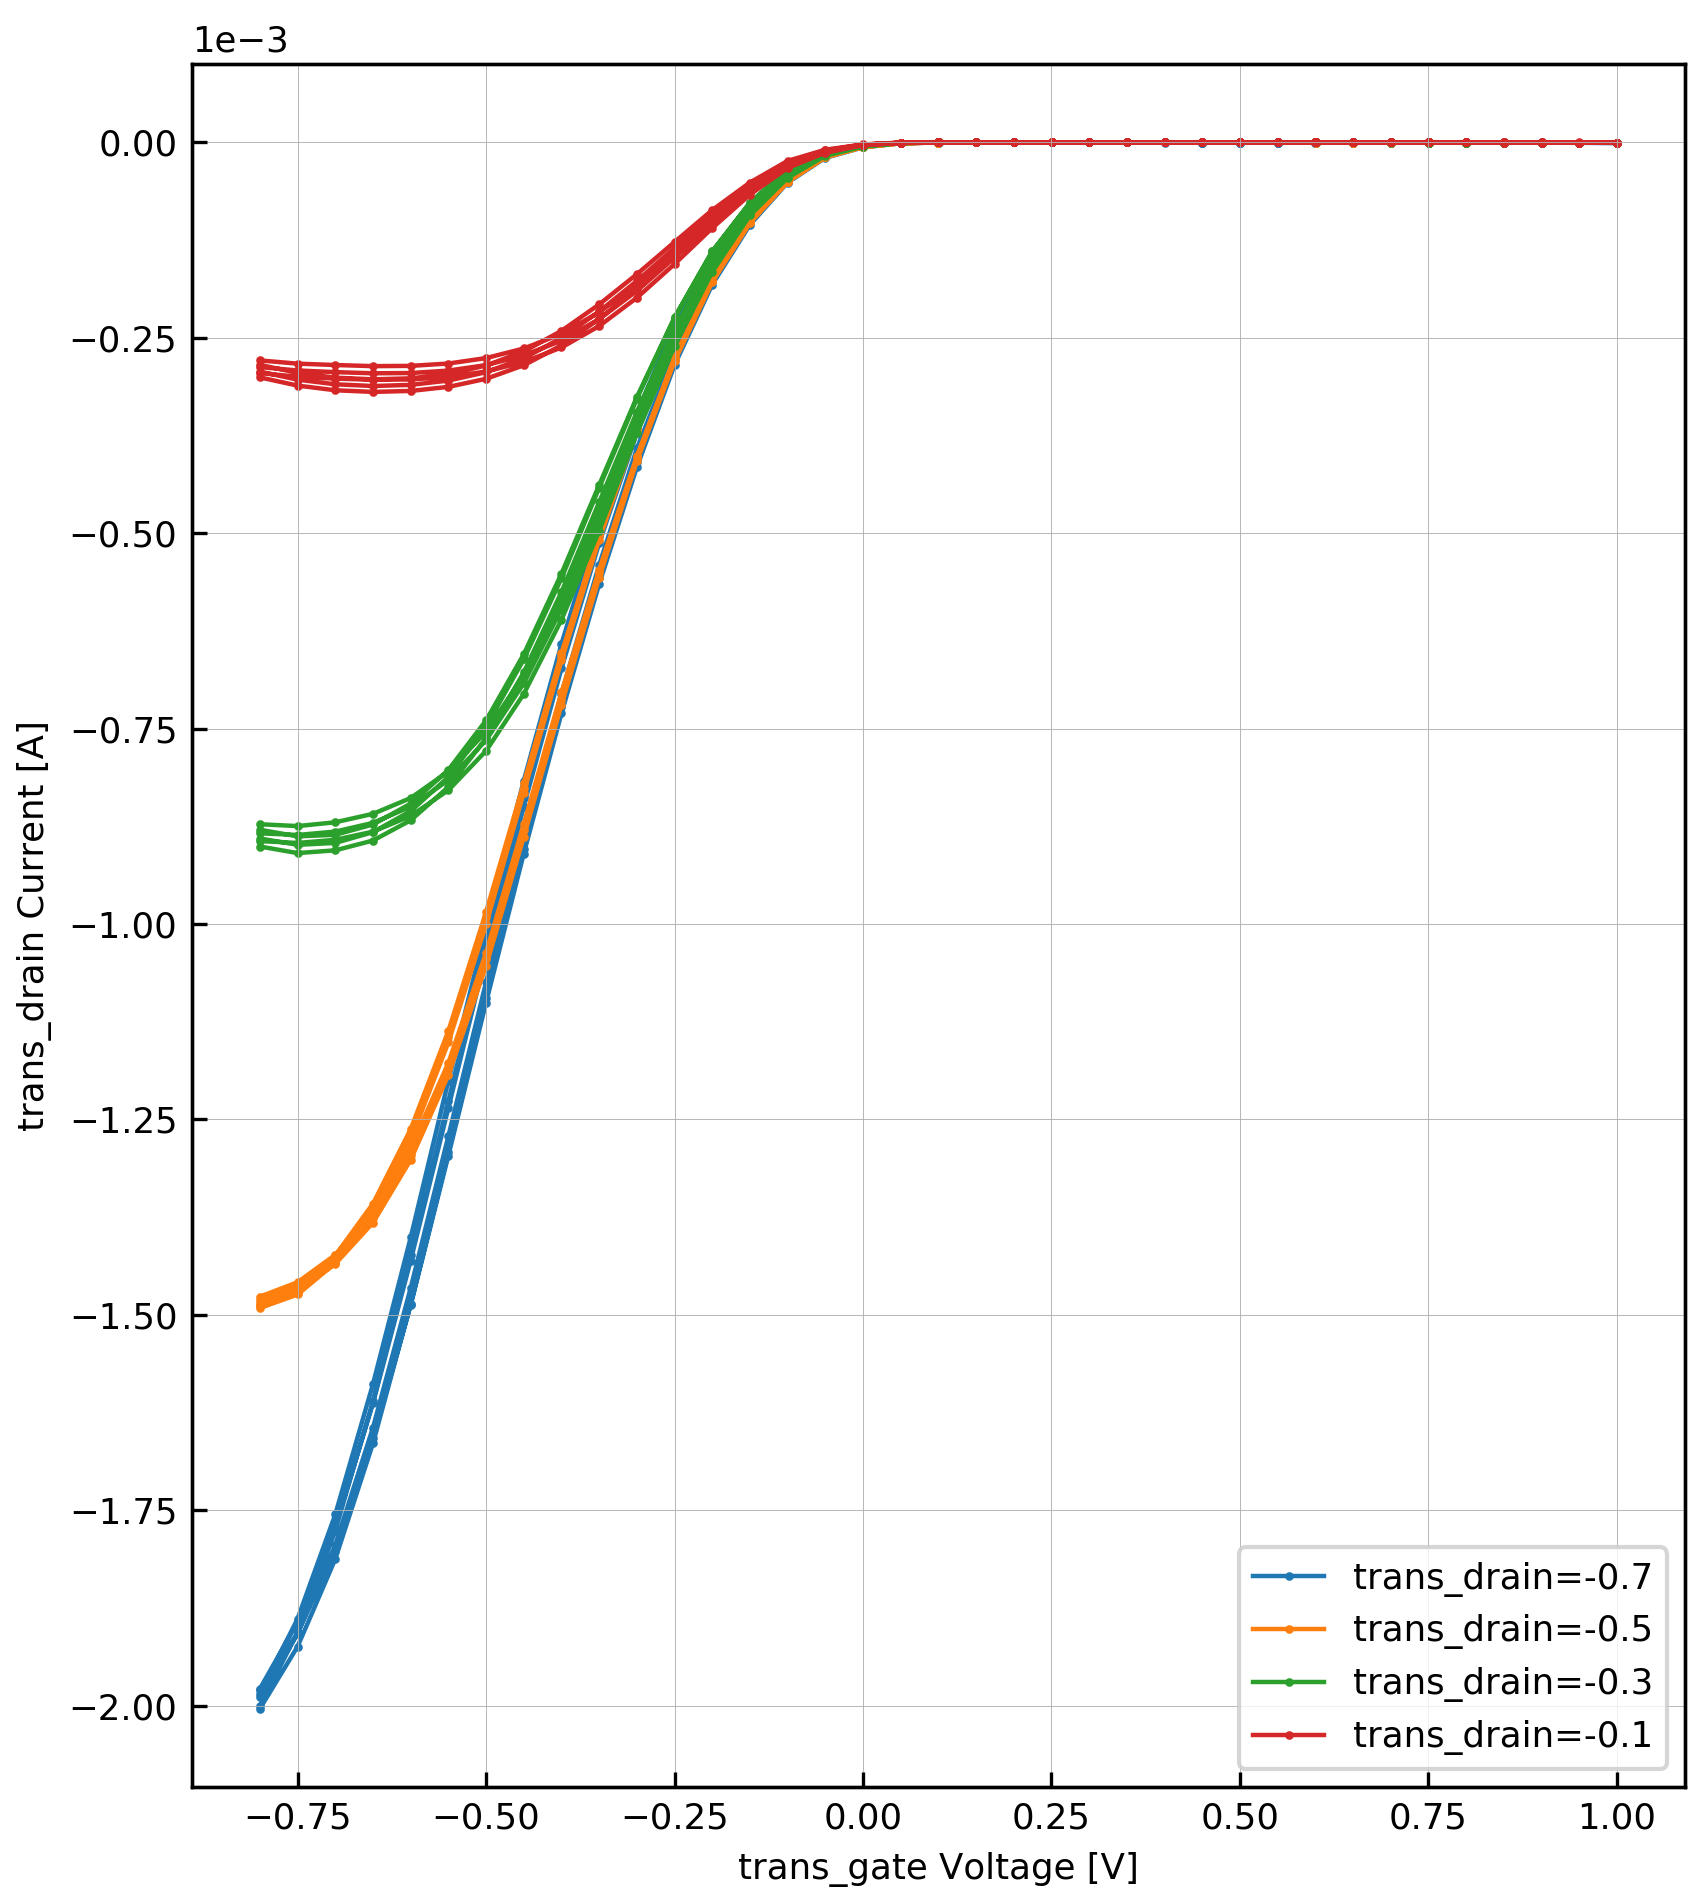 1e−3
0.00
−0.25
−0.50
−0.75
−1.00
−1.25
−1.50
−1.75
−2.00
trans_drain Current [A]
−0.75 −0.50 −0.25 0.00 0.25 0.50 0.75 1.00
trans_gate Voltage [V]
trans_drain=-0.7
trans_drain=-0.5
trans_drain=-0.3
trans_drain=-0.1